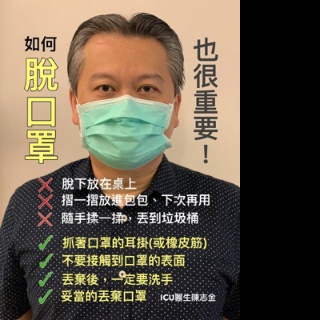 如何
脫口罩
也很重要！
脫下放在桌上
摺一摺放進包包、下次再用
隨手揉一揉，丟到垃圾桶
抓著口罩的耳掛(或橡皮筋)
不要接觸到口罩的表面
丟棄後，一定要洗手
妥當的丟棄口罩
ICU醫生陳志金